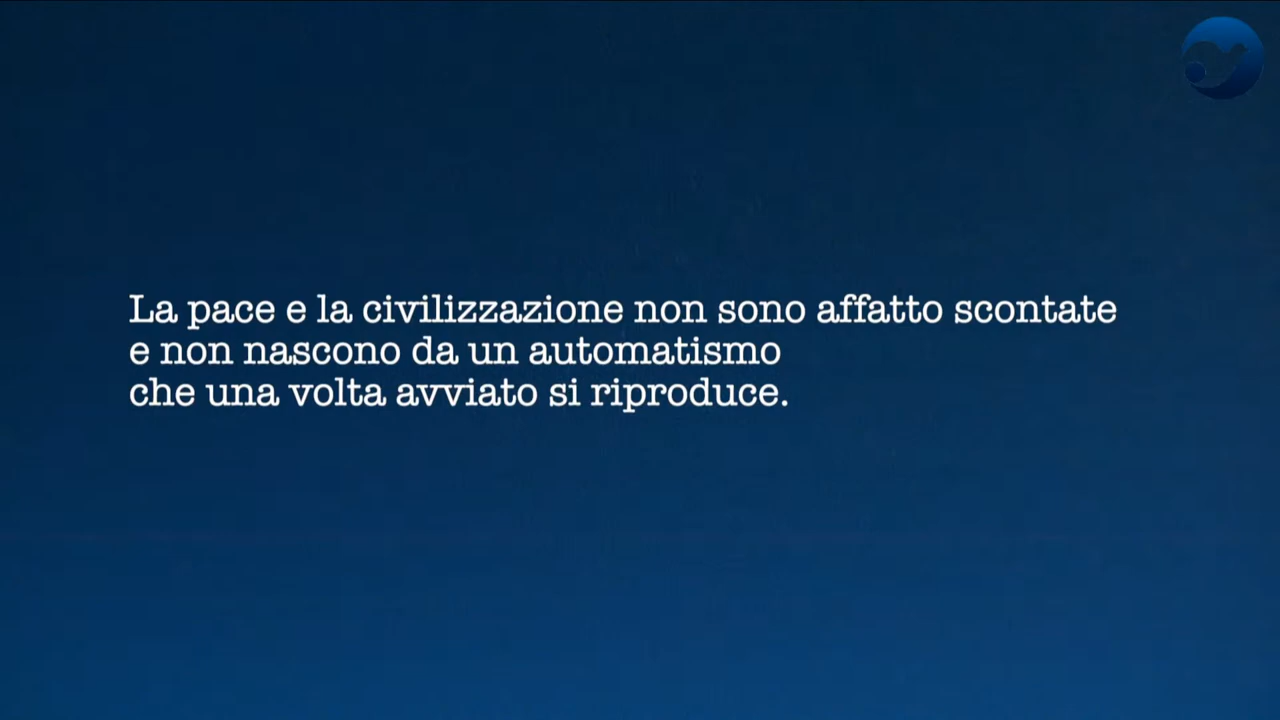 La pace e la civilizzazione non sono affatto scontate
e non nascono da un automatismo
che una volta avviato si riproduce.